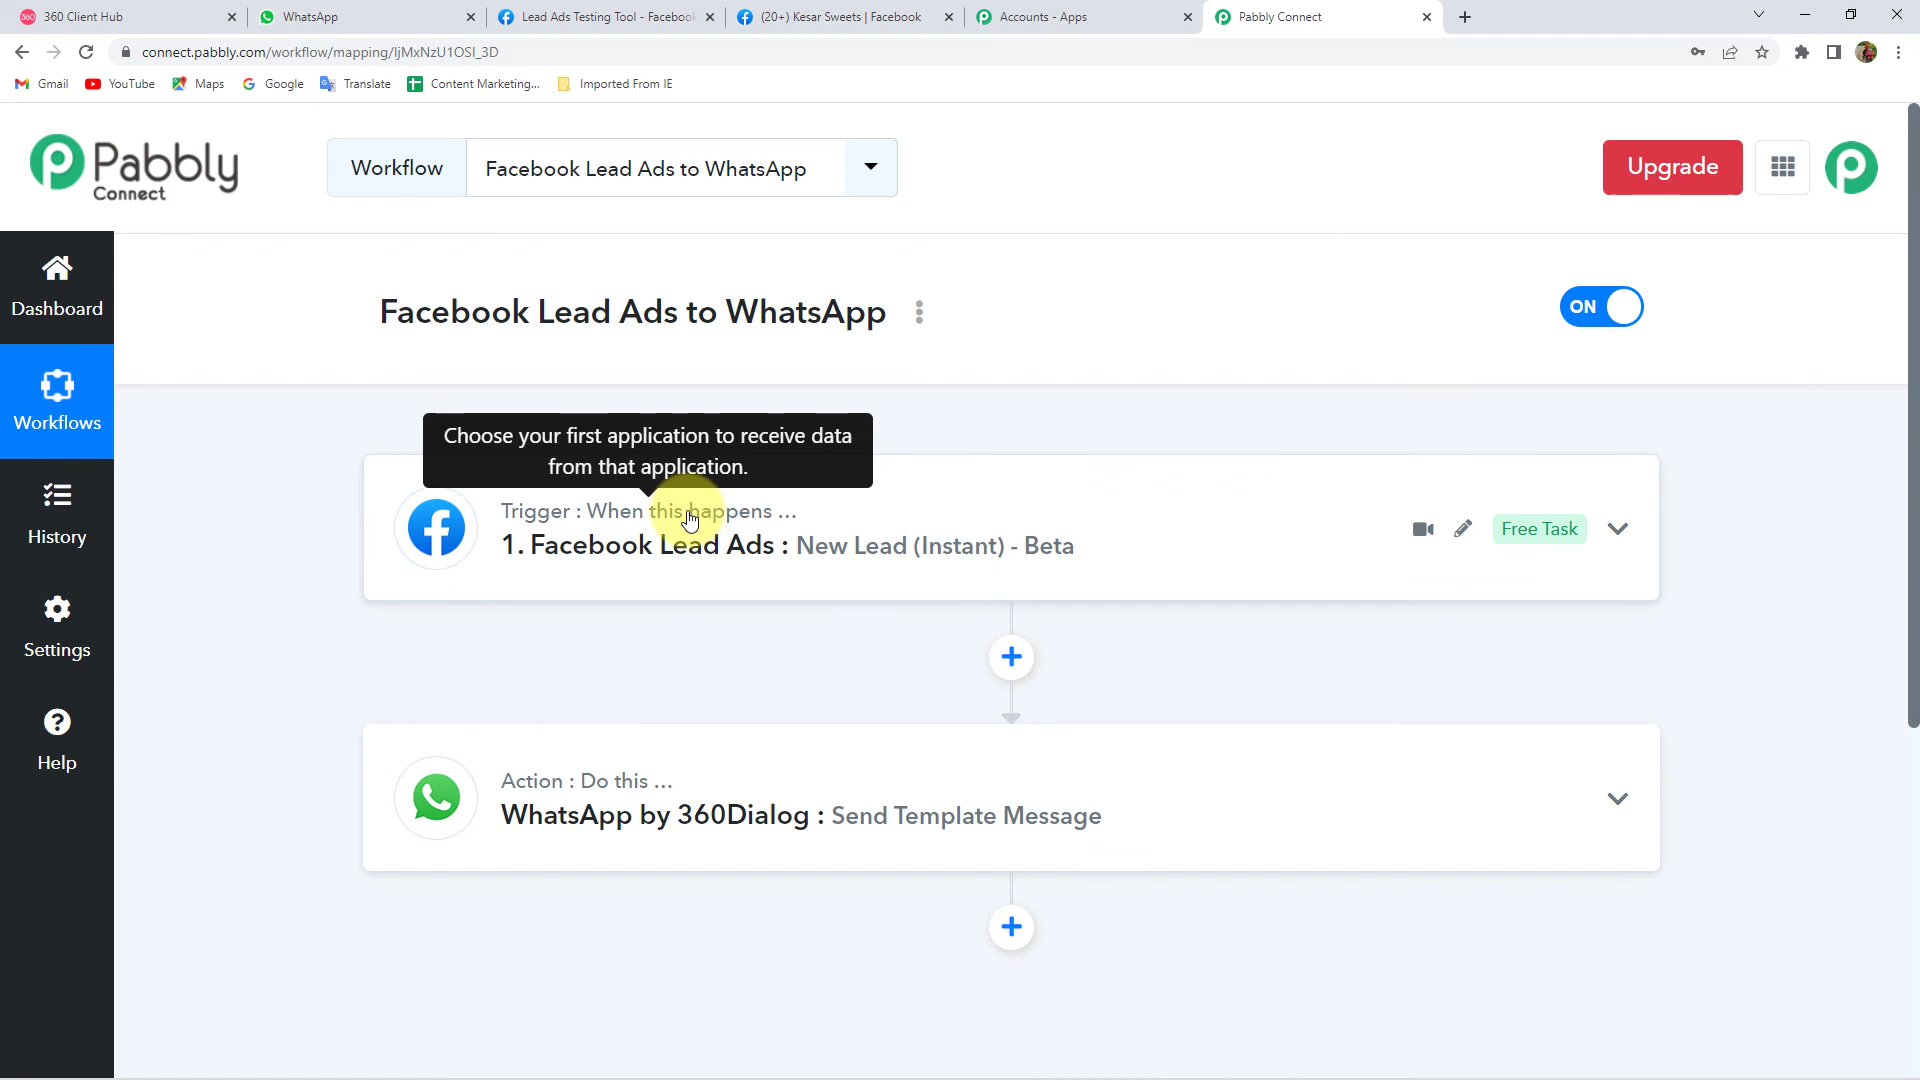 360 Client Hub
WhatsApp
Lead Ads Testing Tool - Facebook
(20+) Kesar Sweets | Facebook
Accounts - Apps
Pabbly Connect
connect.pabbly.com/workflow/mapping/IjMxNzU1OSI_3D
Gmail
YouTube
Maps
Google
Translate
Content Marketing...
Imported From IE
Pabbly
Connect
Workflow
Facebook Lead Ads to WhatsApp
Upgrade
Dashboard
Workflows
History
Settings
Help
Facebook Lead Ads to WhatsApp
ON
Choose your first application to receive data
from that application.
Trigger : When this happens ...
1. Facebook Lead Ads : New Lead (Instant) - Beta
Free Task
Action : Do this ...
WhatsApp by 360Dialog : Send Template Message